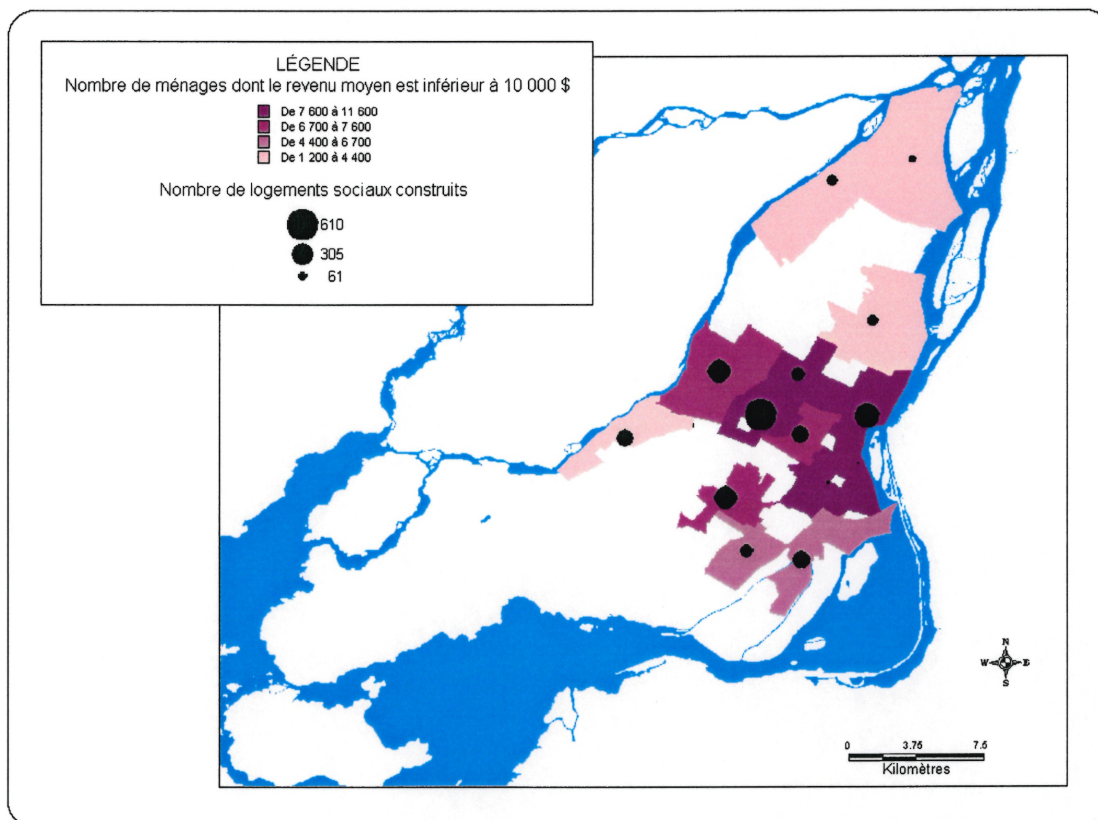 LÉGENDE
Nombre de ménages dont le revenu moyen est inférieur à 10 000 $
De 7 600 à 11 600
De 6 700 à 7 600
De 4 400 à 6 700
De 1 200 à 4 400
Nombre de logements sociaux construits
610
305
61
N
W E
S
0 3.75 7.5
Kilomètres